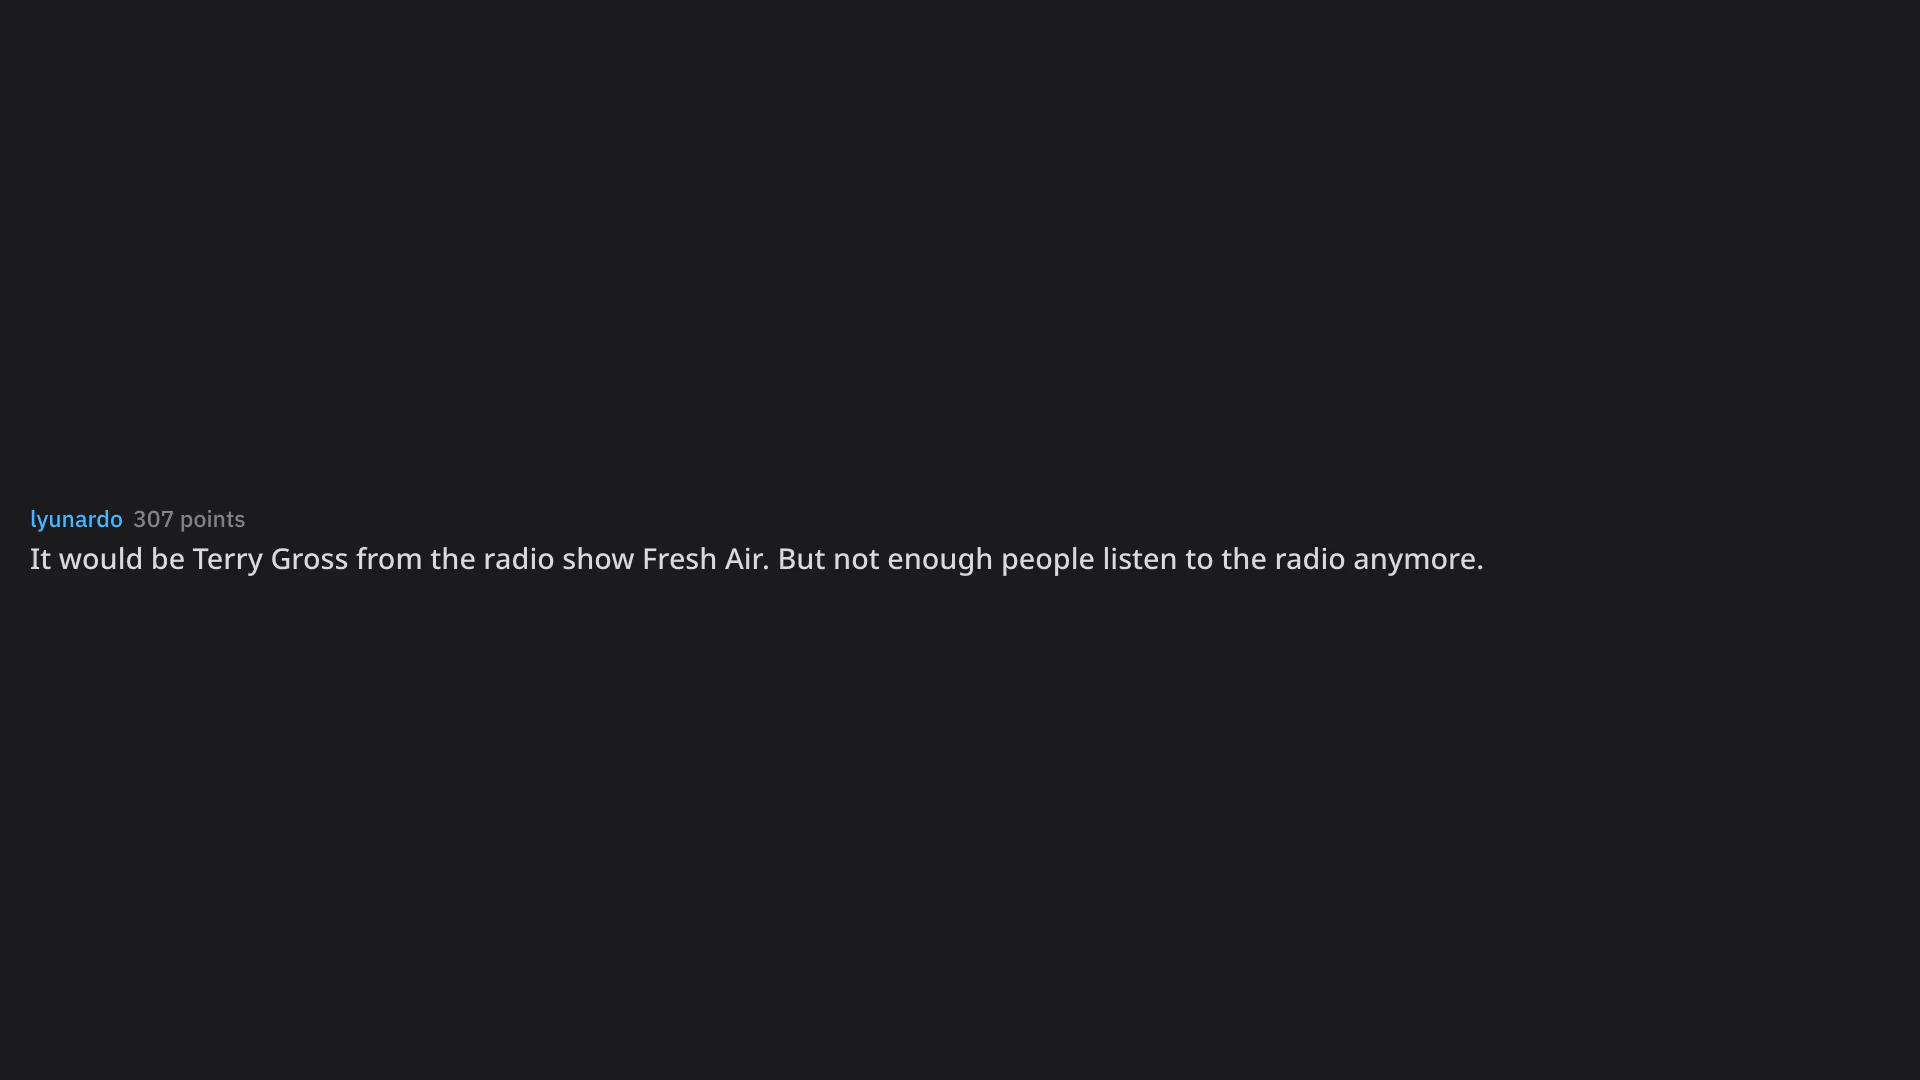 lyunardo 307 points
It would be Terry Gross from the radio show Fresh Air. But not enough people listen to the radio anymore.